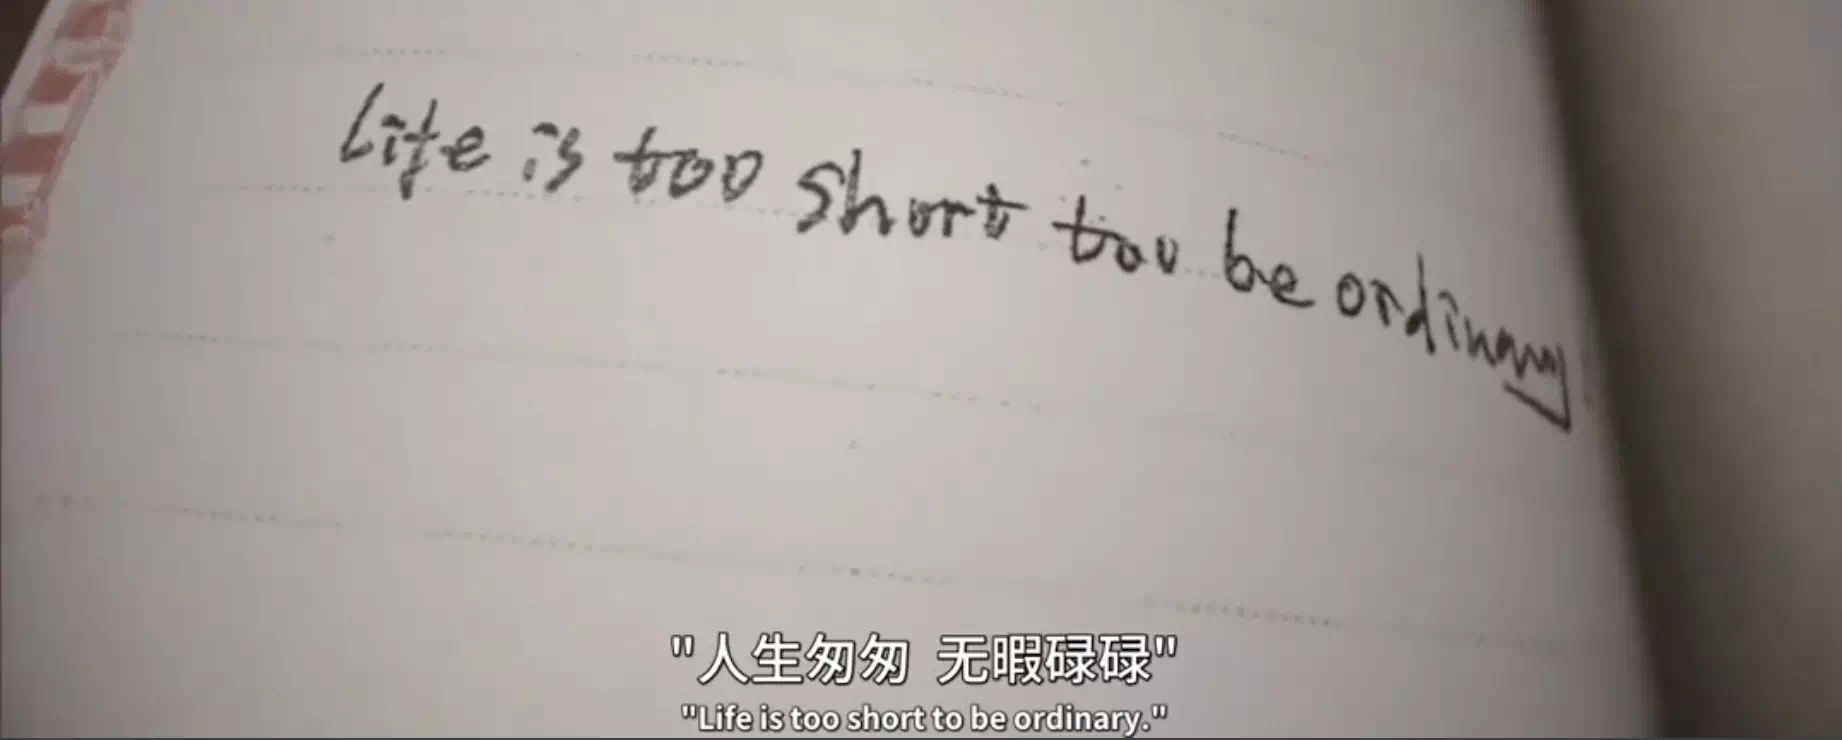 Life is too short too be ordinary
"人生匆匆 无暇碌碌"
"Life is too short to be ordinary."